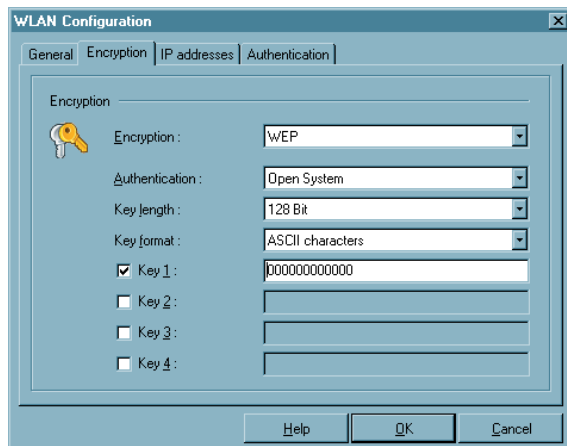 WLAN Configuration
General Encryption IP addresses Authentication
Encryption
Encryption : WEP
Authentication : Open System
Key length : 128 Bit
Key format : ASCII characters
Key 1 : 000000000000
Key 2 :
Key 3 :
Key 4 :
Help OK Cancel